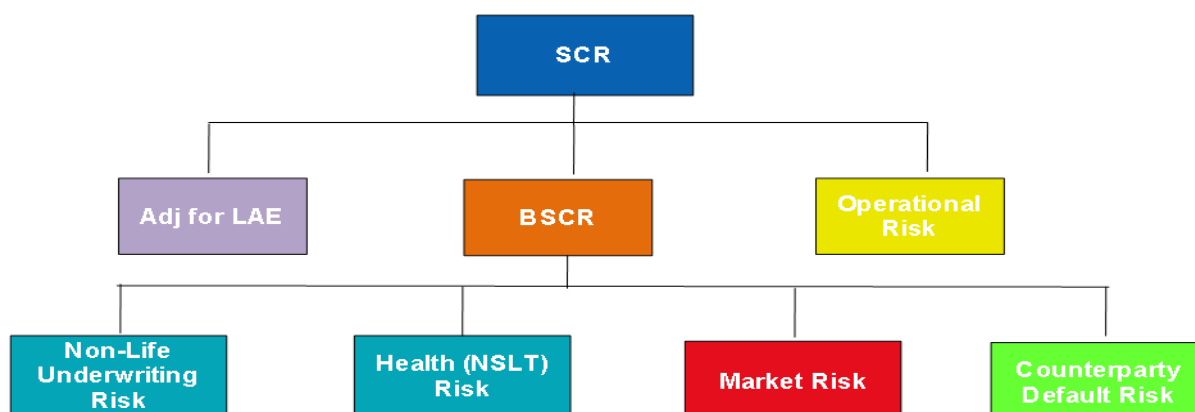 SCR
Adj for LAE
BSCR
Operational
Risk
Non-Life
Underwriting
Risk
Health (NSLT)
Risk
Market Risk
Counterparty
Default Risk